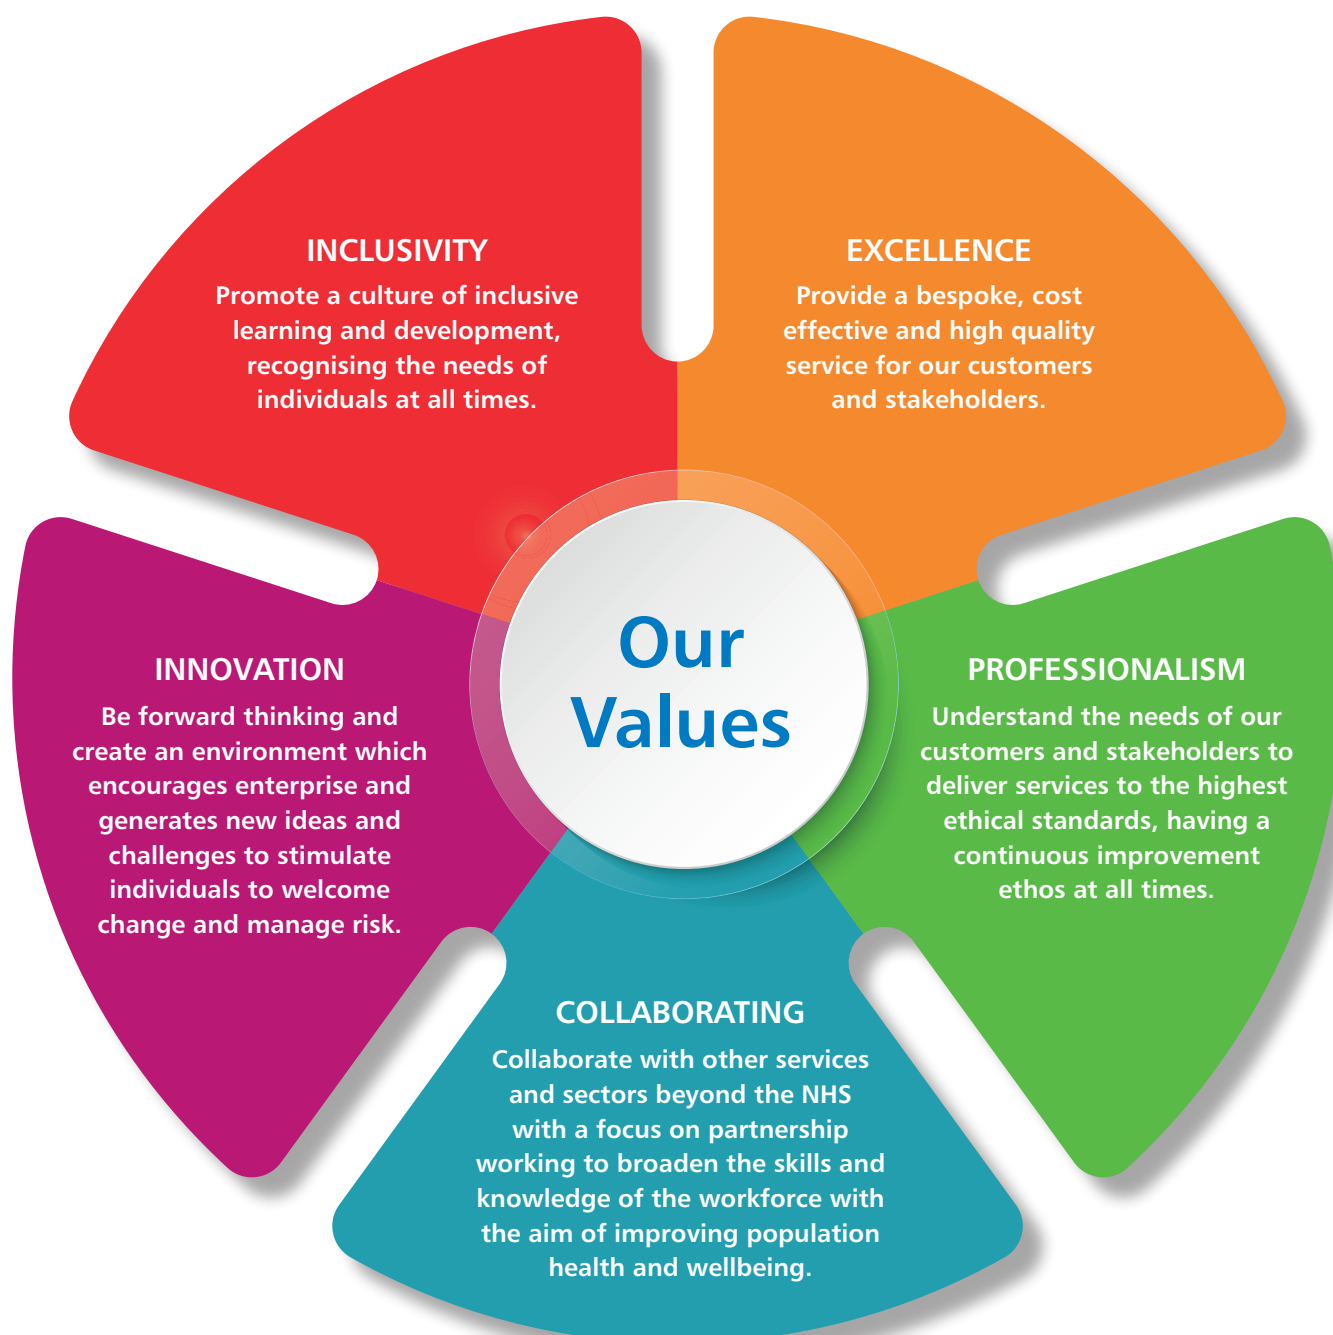 INCLUSIVITY
Promote a culture of inclusive
learning and development,
recognising the needs of
individuals at all times.
EXCELLENCE
Provide a bespoke, cost
effective and high quality
service for our customers
and stakeholders.
Our
Values
INNOVATION
Be forward thinking and
create an environment which
encourages enterprise and
generates new ideas and
challenges to stimulate
individuals to welcome
change and manage risk.
PROFESSIONALISM
Understand the needs of our
customers and stakeholders to
deliver services to the highest
ethical standards, having a
continuous improvement
ethos at all times.
COLLABORATING
Collaborate with other services
and sectors beyond the NHS
with a focus on partnership
working to broaden the skills and
knowledge of the workforce with
the aim of improving population
health and wellbeing.